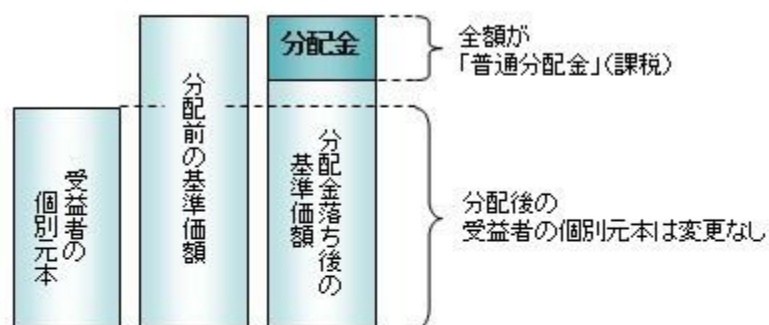 分配金
全額が
「普通分配金」(課税)
受益者の
個別元本
分配前の基準価額
分配金落ち後の
基準価額
分配後の
受益者の個別元本は変更なし